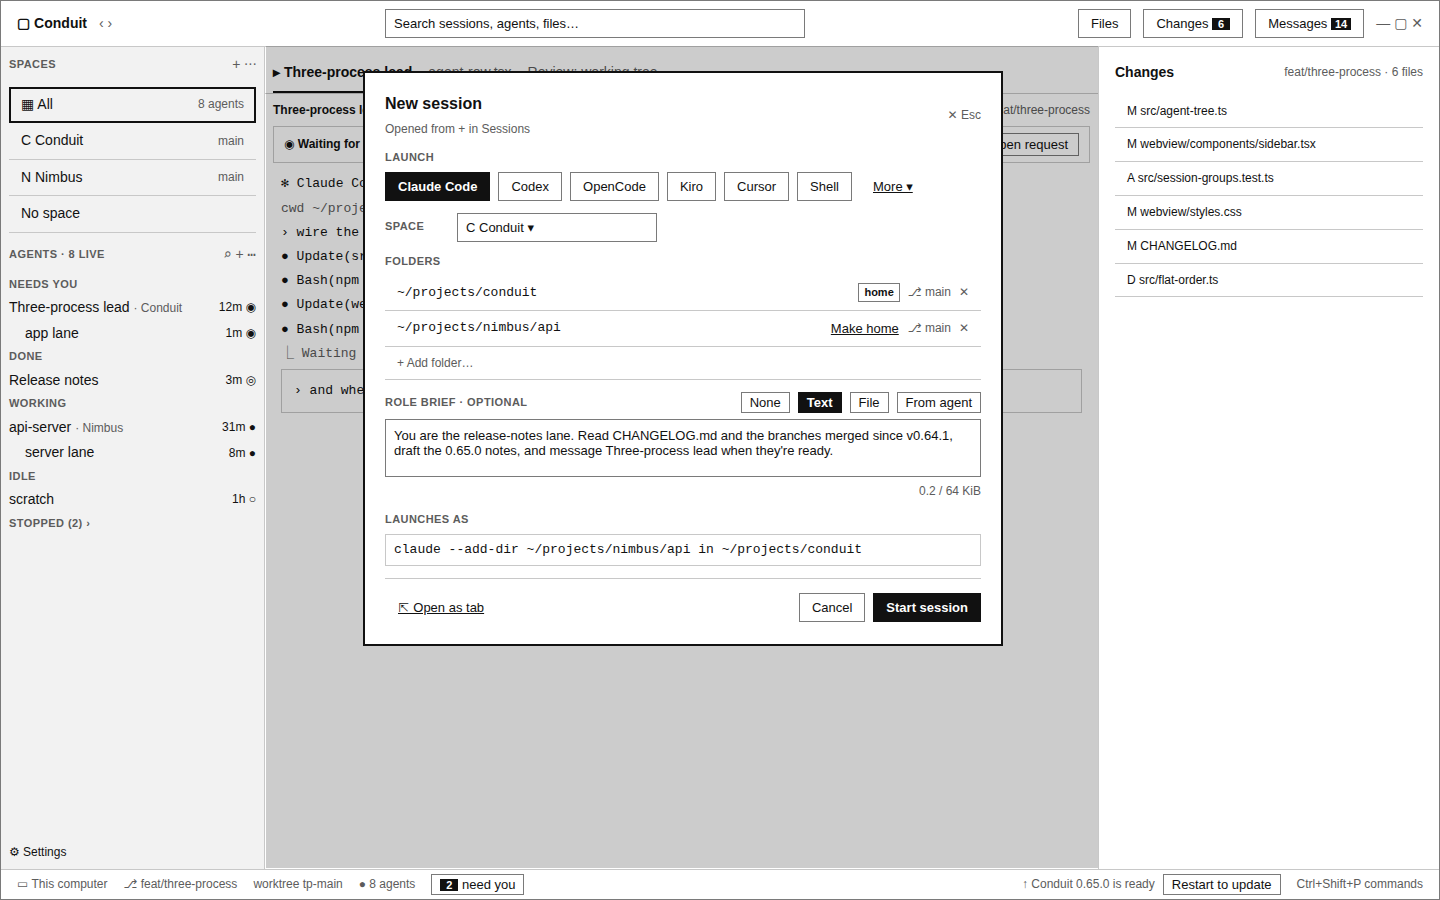 ▢ Conduit ‹ ›
Search sessions, agents, files…
Files
Changes 6
Messages 14
— ▢ ✕
SPACES + ⋯
▦ All 8 agents
C Conduit main
N Nimbus main
No space
AGENTS · 8 LIVE ⌕ + ⋯
NEEDS YOU
Three-process lead · Conduit 12m ◉
app lane 1m ◉
DONE
Release notes 3m ◎
WORKING
api-server · Nimbus 31m ●
server lane 8m ●
IDLE
scratch 1h ○
STOPPED (2) ›
⚙ Settings
▸ Three-process lead
Three-process
at/three-process
◉ Waiting for
en request
✻ Claude Co
cwd ~/proje
› wire the
● Update(sr
● Bash(npm
● Update(we
● Bash(npm
⎿ Waiting
› and whe
New session
Opened from + in Sessions
✕ Esc
LAUNCH
Claude Code Codex OpenCode Kiro Cursor Shell More ▾
SPACE C Conduit ▾
FOLDERS
~/projects/conduit home ⎇ main ✕
~/projects/nimbus/api Make home ⎇ main ✕
+ Add folder…
ROLE BRIEF · OPTIONAL None Text File From agent
You are the release-notes lane. Read CHANGELOG.md and the branches merged since v0.64.1,
draft the 0.65.0 notes, and message Three-process lead when they're ready.
0.2 / 64 KiB
LAUNCHES AS
claude --add-dir ~/projects/nimbus/api in ~/projects/conduit
⇱ Open as tab Cancel Start session
Changes feat/three-process · 6 files
M src/agent-tree.ts
M webview/components/sidebar.tsx
A src/session-groups.test.ts
M webview/styles.css
M CHANGELOG.md
D src/flat-order.ts
▭ This computer ⎇ feat/three-process worktree tp-main ● 8 agents 2 need you
↑ Conduit 0.65.0 is ready Restart to update Ctrl+Shift+P commands